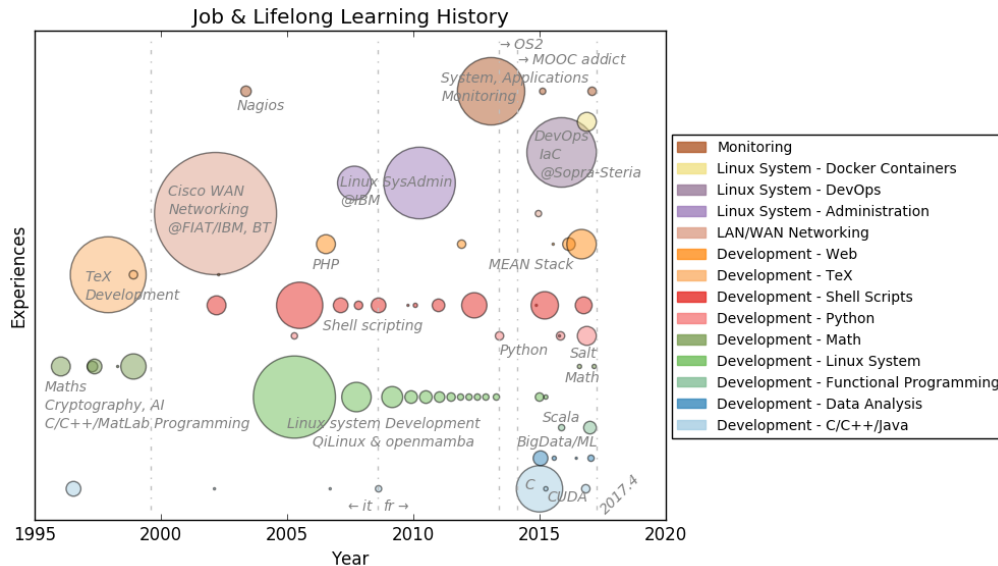 Job & Lifelong Learning History
→ OS2
→ MOOC addict
System, Applications
Monitoring
Nagios
DevOps
IaC
@Sopra-Steria
Linux SysAdmin
@IBM
Cisco WAN
Networking
@FIAT/IBM, BT
PHP
MEAN Stack
TeX
Development
Shell scripting
Python
Salt
Math
Maths
Cryptography, AI
C/C++/MatLab Programming
Linux system Development
QiLinux & openmamba
Scala
BigData/ML
C
CUDA
2017.4
← it
fr →
Experiences
1995
2000
2005
2010
2015
2020
Year
Monitoring
Linux System - Docker Containers
Linux System - DevOps
Linux System - Administration
LAN/WAN Networking
Development - Web
Development - TeX
Development - Shell Scripts
Development - Python
Development - Math
Development - Linux System
Development - Functional Programming
Development - Data Analysis
Development - C/C++/Java